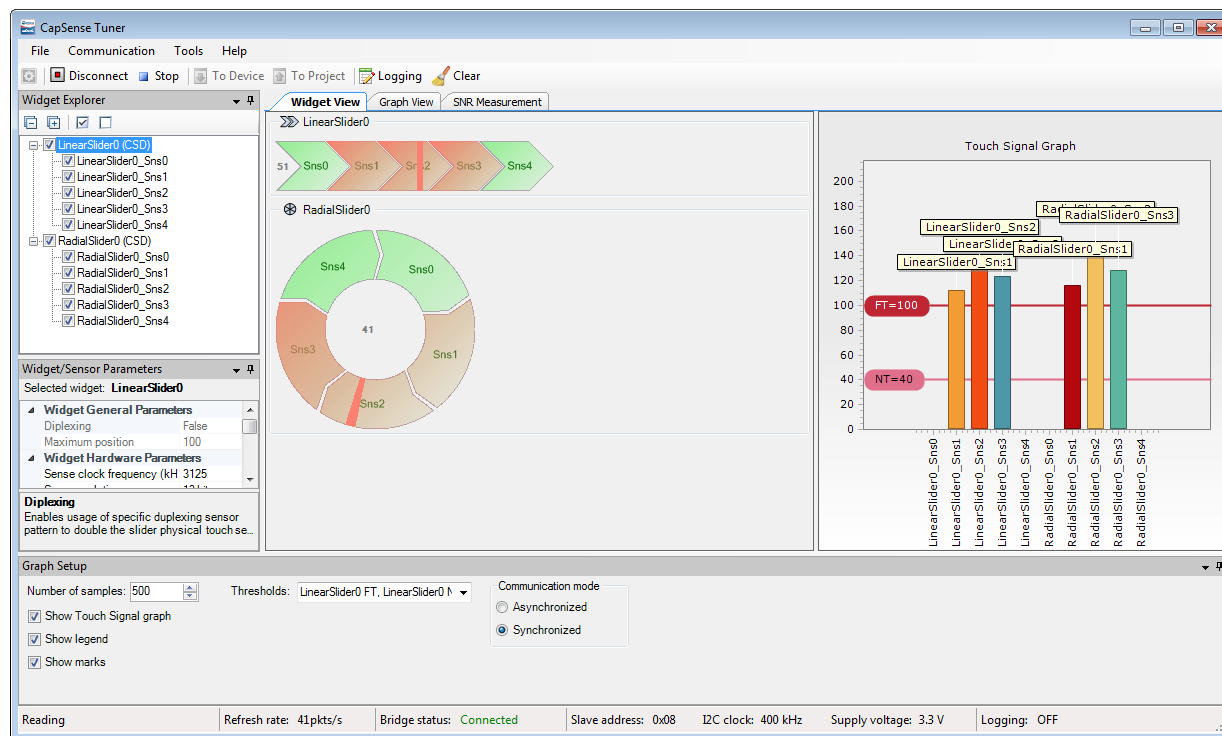 CapSense Tuner
File Communication Tools Help
Disconnect Stop To Device To Project Logging Clear
Widget Explorer
LinearSlider0 (CSD)
LinearSlider0_Sns0
LinearSlider0_Sns1
LinearSlider0_Sns2
LinearSlider0_Sns3
LinearSlider0_Sns4
RadialSlider0 (CSD)
RadialSlider0_Sns0
RadialSlider0_Sns1
RadialSlider0_Sns2
RadialSlider0_Sns3
RadialSlider0_Sns4
Widget/Sensor Parameters
Selected widget: LinearSlider0
Widget General Parameters
Diplexing False
Maximum position 100
Widget Hardware Parameters
Sense clock frequency (kH 3125
Diplexing
Enables usage of specific duplexing sensor
pattern to double the slider physical touch se...
Widget View Graph View SNR Measurement
LinearSlider0
51 Sns0 Sns1 Sns2 Sns3 Sns4
RadialSlider0
Sns4 Sns0
41
Sns3 Sns1
Sns2
Touch Signal Graph
200
180
160
140
120
100
80
60
40
20
0
RadialSlider0_Sns3
LinearSlider0_Sns2
RadialSlider0_Sns1
LinearSlider0_Sns1
FT=100
NT=40
LinearSlider0_Sns0
LinearSlider0_Sns1
LinearSlider0_Sns2
LinearSlider0_Sns3
LinearSlider0_Sns4
RadialSlider0_Sns0
RadialSlider0_Sns1
RadialSlider0_Sns2
RadialSlider0_Sns3
RadialSlider0_Sns4
Graph Setup
Number of samples: 500 Thresholds: LinearSlider0 FT, LinearSlider0 N
Show Touch Signal graph
Show legend
Show marks
Communication mode
Asynchronized
Synchronized
Reading Refresh rate: 41pkts/s Bridge status: Connected Slave address: 0x08 I2C clock: 400 kHz Supply voltage: 3.3 V Logging: OFF